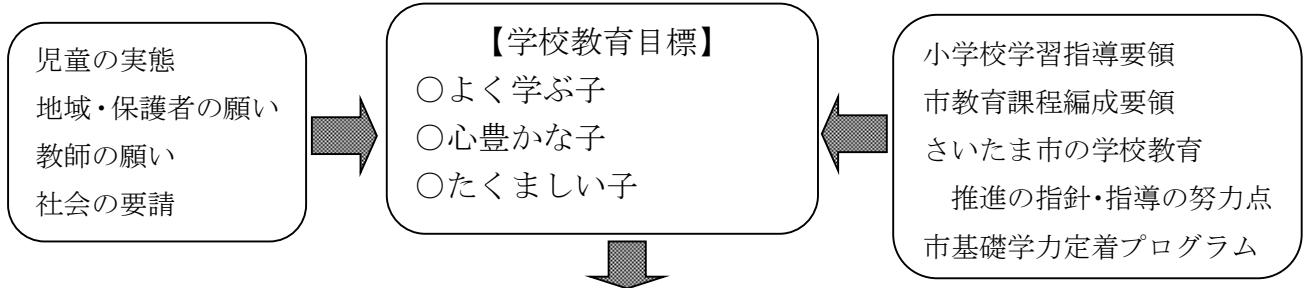 児童の実態
地域・保護者の願い
教師の願い
社会の要請
【学校教育目標】
○よく学ぶ子
○心豊かな子
○たくましい子
小学校学習指導要領
市教育課程編成要領
さいたま市の学校教育
推進の指針・指導の努力点
市基礎学力定着プログラム